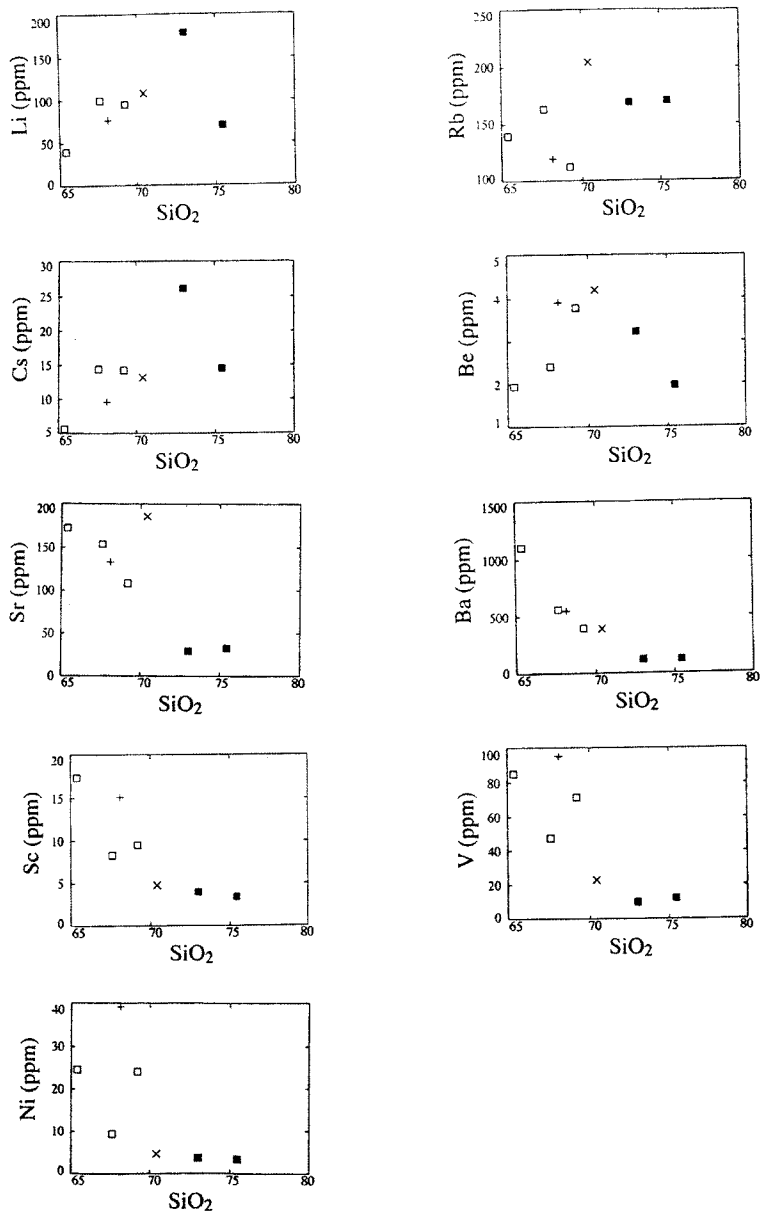 Li (ppm)
200
150
100
50
0
65 70 75 80
SiO2
Rb (ppm)
250
200
150
100
65 70 75 80
SiO2
Cs (ppm)
30
25
20
15
10
5
65 70 75 80
SiO2
Be (ppm)
5
4
2
1
65 70 75 80
SiO2
Sr (ppm)
200
150
100
50
0
65 70 75 80
SiO2
Ba (ppm)
1500
1000
500
0
65 70 75 80
SiO2
Sc (ppm)
20
15
10
5
0
65 70 75 80
SiO2
V (ppm)
100
80
60
40
20
0
65 70 75 80
SiO2
Ni (ppm)
40
30
20
10
0
65 70 75 80
SiO2